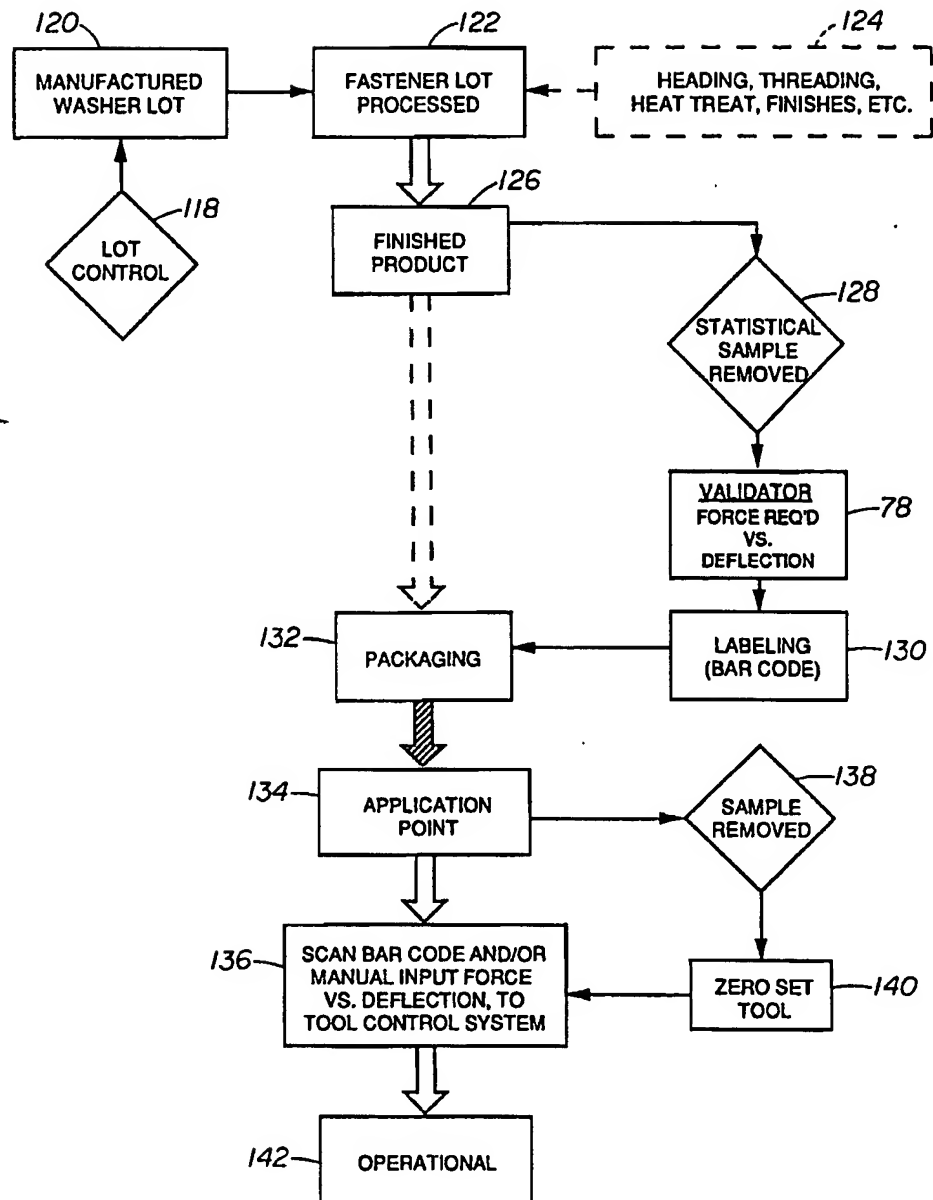 120
122
124
MANUFACTURED
WASHER LOT
FASTENER LOT
PROCESSED
HEADING, THREADING,
HEAT TREAT, FINISHES, ETC.
118
LOT
CONTROL
126
FINISHED
PRODUCT
128
STATISTICAL
SAMPLE
REMOVED
VALIDATOR
FORCE REQ'D
VS.
DEFLECTION
78
132
PACKAGING
LABELING
(BAR CODE)
130
134
APPLICATION
POINT
138
SAMPLE
REMOVED
136
SCAN BAR CODE AND/OR
MANUAL INPUT FORCE
VS. DEFLECTION, TO
TOOL CONTROL SYSTEM
ZERO SET
TOOL
140
142
OPERATIONAL